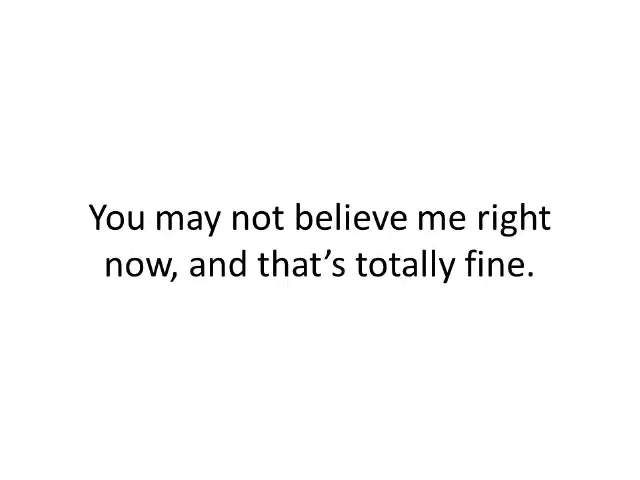 You may not believe me right
now, and that’s totally fine.